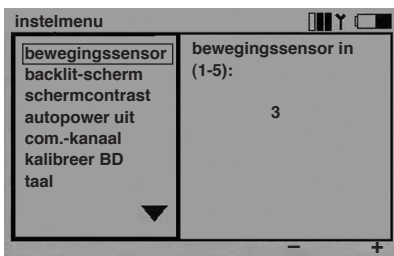 instelmenu
bewegingssensor
backlit-scherm
schermcontrast
autopower uit
com.-kanaal
kalibreer BD
taal
bewegingssensor in
(1-5):
3
− +